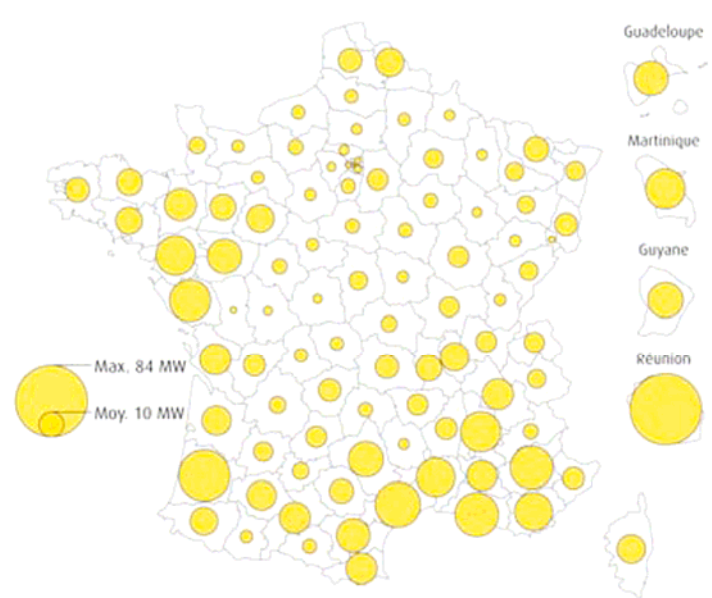 Guadeloupe
Martinique
Guyane
Réunion
Max. 84 MW
Moy. 10 MW